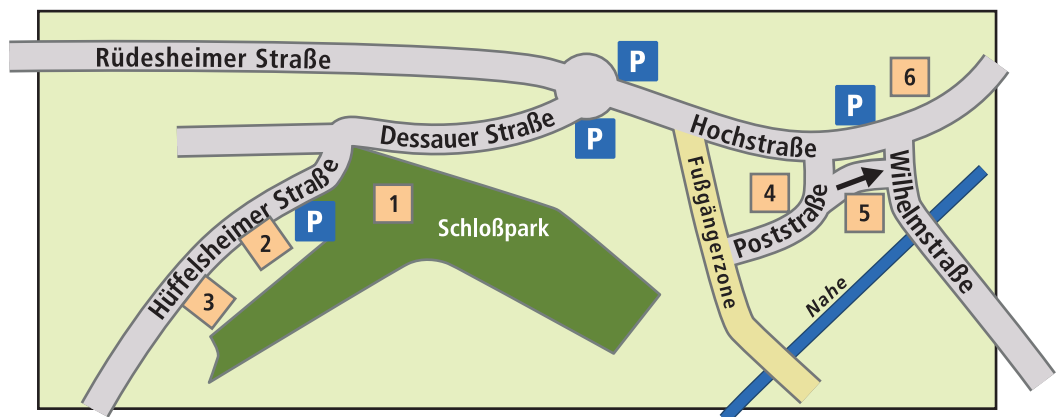 Rüdesheimer Straße
P
6
P
Dessauer Straße
P
Hochstraße
Hüffelsheimer Straße
Fußgängerzone
Wilhelmstraße
4
1
P
2
Schloßpark
Poststraße
5
3
Nahe